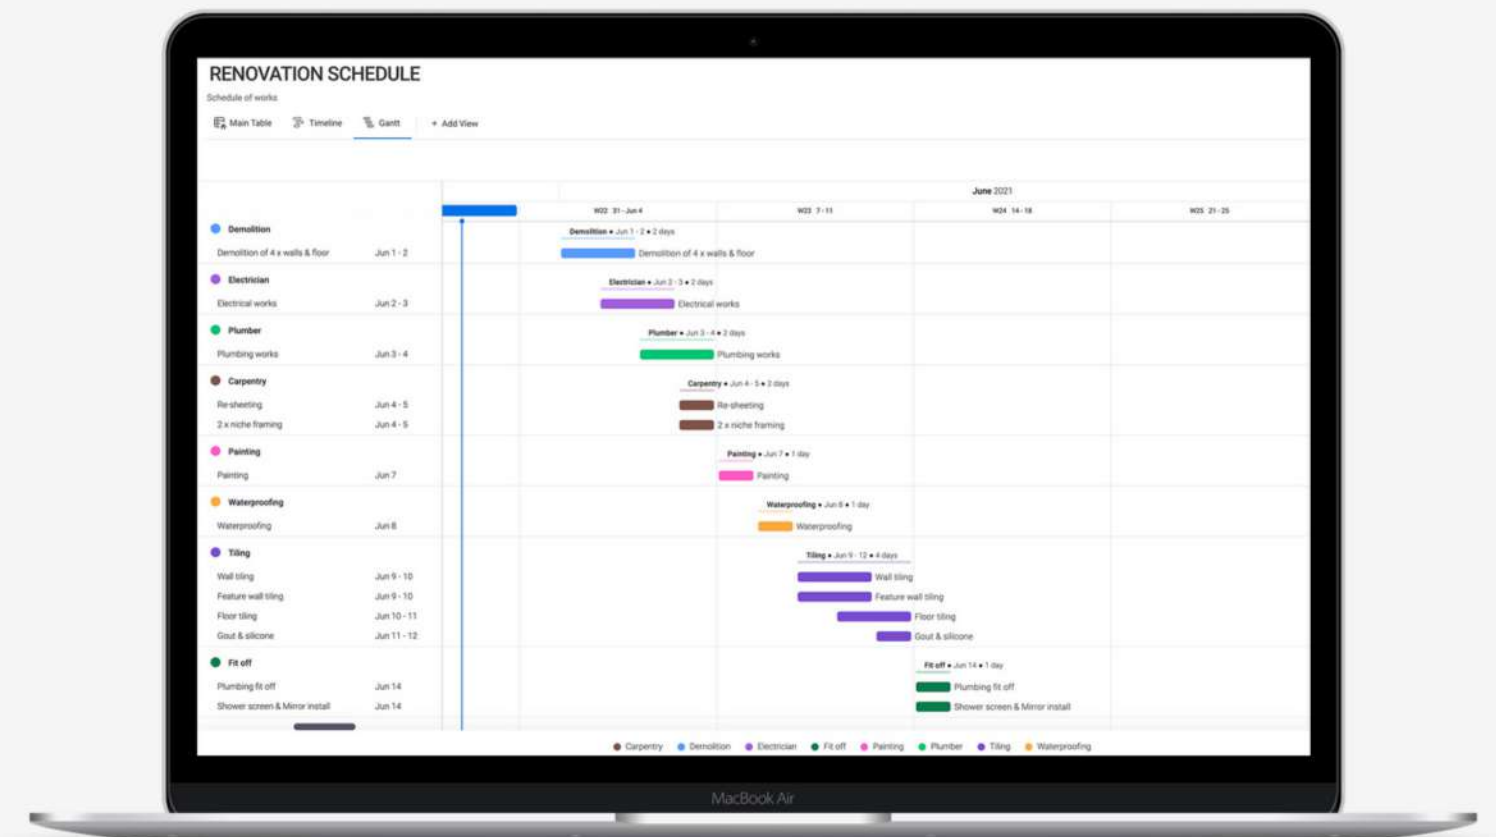 RENOVATION SCHEDULE
Schedule of works
Main Table Timeline Gantt + Add View
June 2021
W22 31 - Jun 4 W23 7 - 11 W24 14 - 18 W25 21 - 25
Demolition Demolition • Jun 1 - 2 • 2 days
Demolition of 4 x walls & floor Jun 1 - 2 Demolition of 4 x walls & floor
Electrician Electrician • Jun 2 - 3 • 2 days
Electrical works Jun 2 - 3 Electrical works
Plumber Plumber • Jun 3 - 4 • 2 days
Plumbing works Jun 3 - 4 Plumbing works
Carpentry Carpentry • Jun 4 - 5 • 2 days
Re-sheeting Jun 4 - 5 Re-sheeting
2 x niche framing Jun 4 - 5 2 x niche framing
Painting Painting • Jun 7 • 1 day
Painting Jun 7 Painting
Waterproofing Waterproofing • Jun 8 • 1 day
Waterproofing Jun 8 Waterproofing
Tiling Tiling • Jun 9 - 12 • 4 days
Wall tiling Jun 9 - 10 Wall tiling
Feature wall tiling Jun 9 - 10 Feature wall tiling
Floor tiling Jun 10 - 11 Floor tiling
Gout & silicone Jun 11 - 12 Gout & silicone
Fit off Fit off • Jun 14 • 1 day
Plumbing fit off Jun 14 Plumbing fit off
Shower screen & Mirror install Jun 14 Shower screen & Mirror install
Carpentry Demolition Electrician Fit off Painting Plumber Tiling Waterproofing
MacBook Air